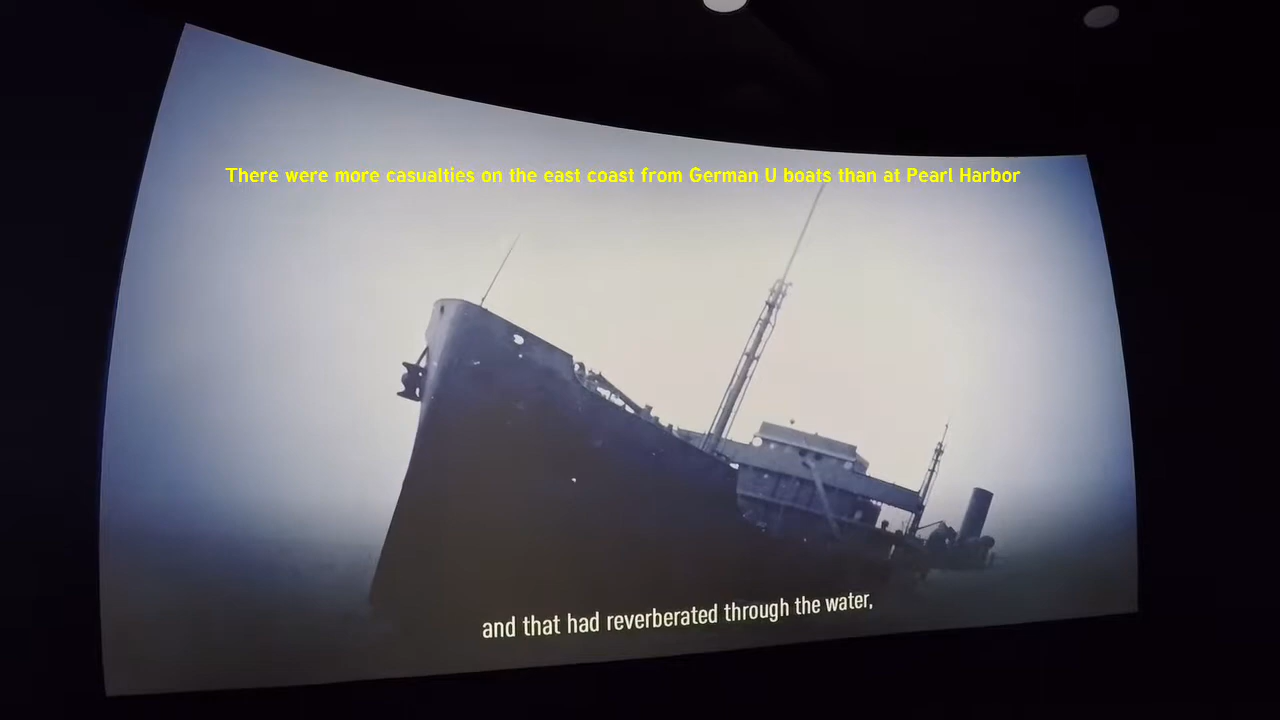 There were more casualties on the east coast from German U boats than at Pearl Harbor
and that had reverberated through the water,